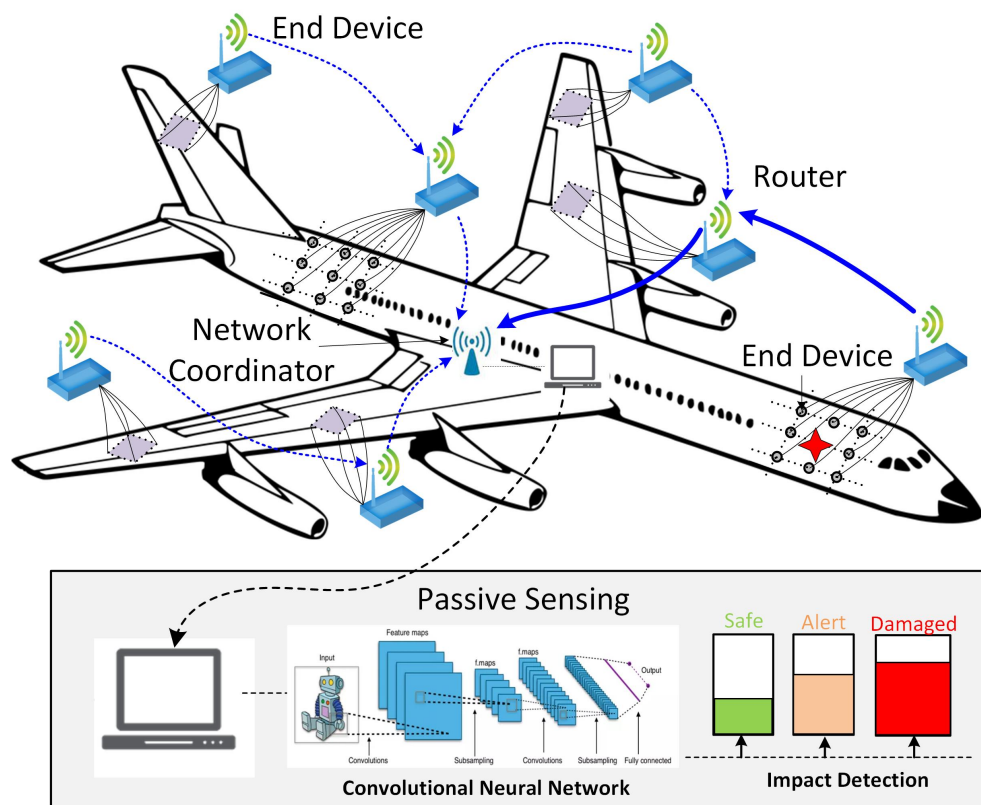 End Device
Router
Network
Coordinator
End Device
Passive Sensing
Safe
Alert
Damaged
Feature maps
Input
f.maps
f.maps
Output
Convolutions
Subsampling
Convolutions
Subsampling
Fully connected
Convolutional Neural Network
Impact Detection